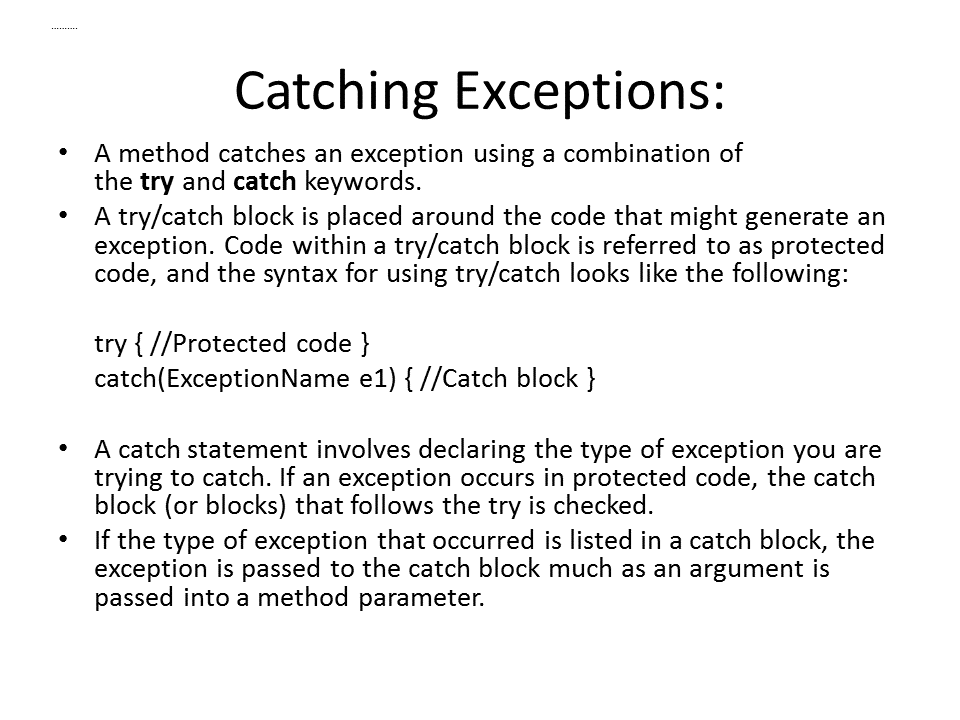 ..........
Catching Exceptions:
• A method catches an exception using a combination of
the try and catch keywords.
• A try/catch block is placed around the code that might generate an
exception. Code within a try/catch block is referred to as protected
code, and the syntax for using try/catch looks like the following:
try { //Protected code }
catch(ExceptionName e1) { //Catch block }
• A catch statement involves declaring the type of exception you are
trying to catch. If an exception occurs in protected code, the catch
block (or blocks) that follows the try is checked.
• If the type of exception that occurred is listed in a catch block, the
exception is passed to the catch block much as an argument is
passed into a method parameter.